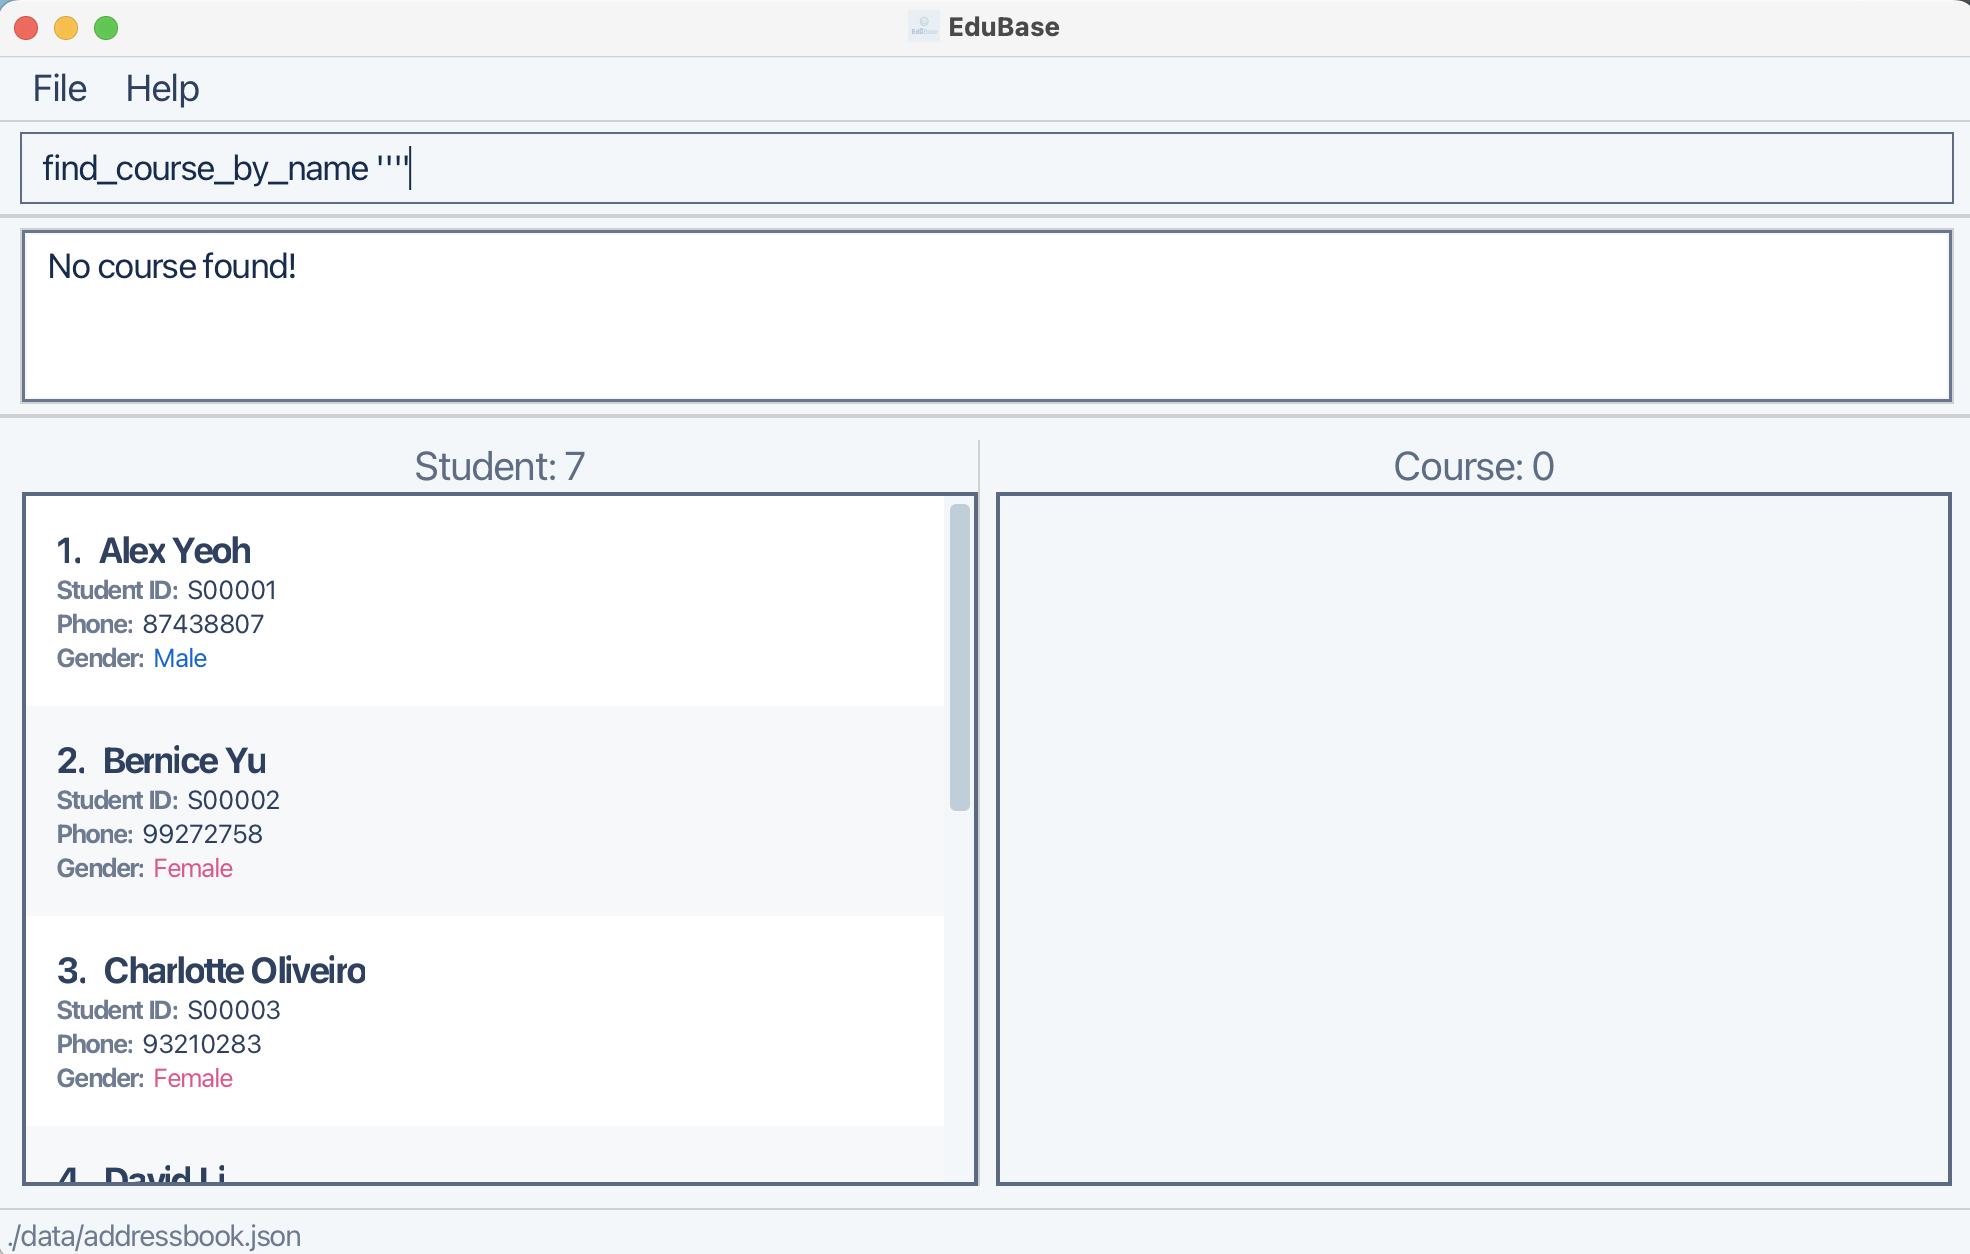 EduBase
File Help
find_course_by_name ''''
No course found!
Student: 7
1. Alex Yeoh
Student ID: S00001
Phone: 87438807
Gender: Male
2. Bernice Yu
Student ID: S00002
Phone: 99272758
Gender: Female
3. Charlotte Oliveiro
Student ID: S00003
Phone: 93210283
Gender: Female
4. David Li
Course: 0
./data/addressbook.json